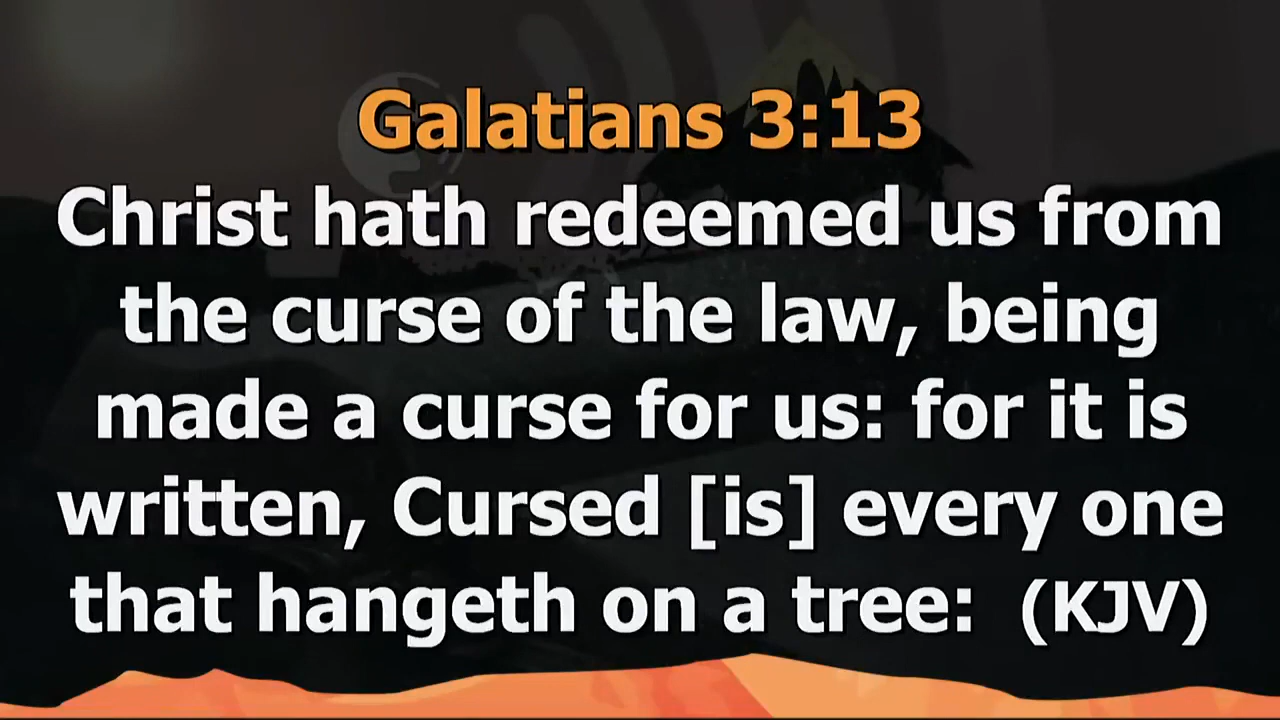 Galatians 3:13
Christ hath redeemed us from
the curse of the law, being
made a curse for us: for it is
written, Cursed [is] every one
that hangeth on a tree:  (KJV)